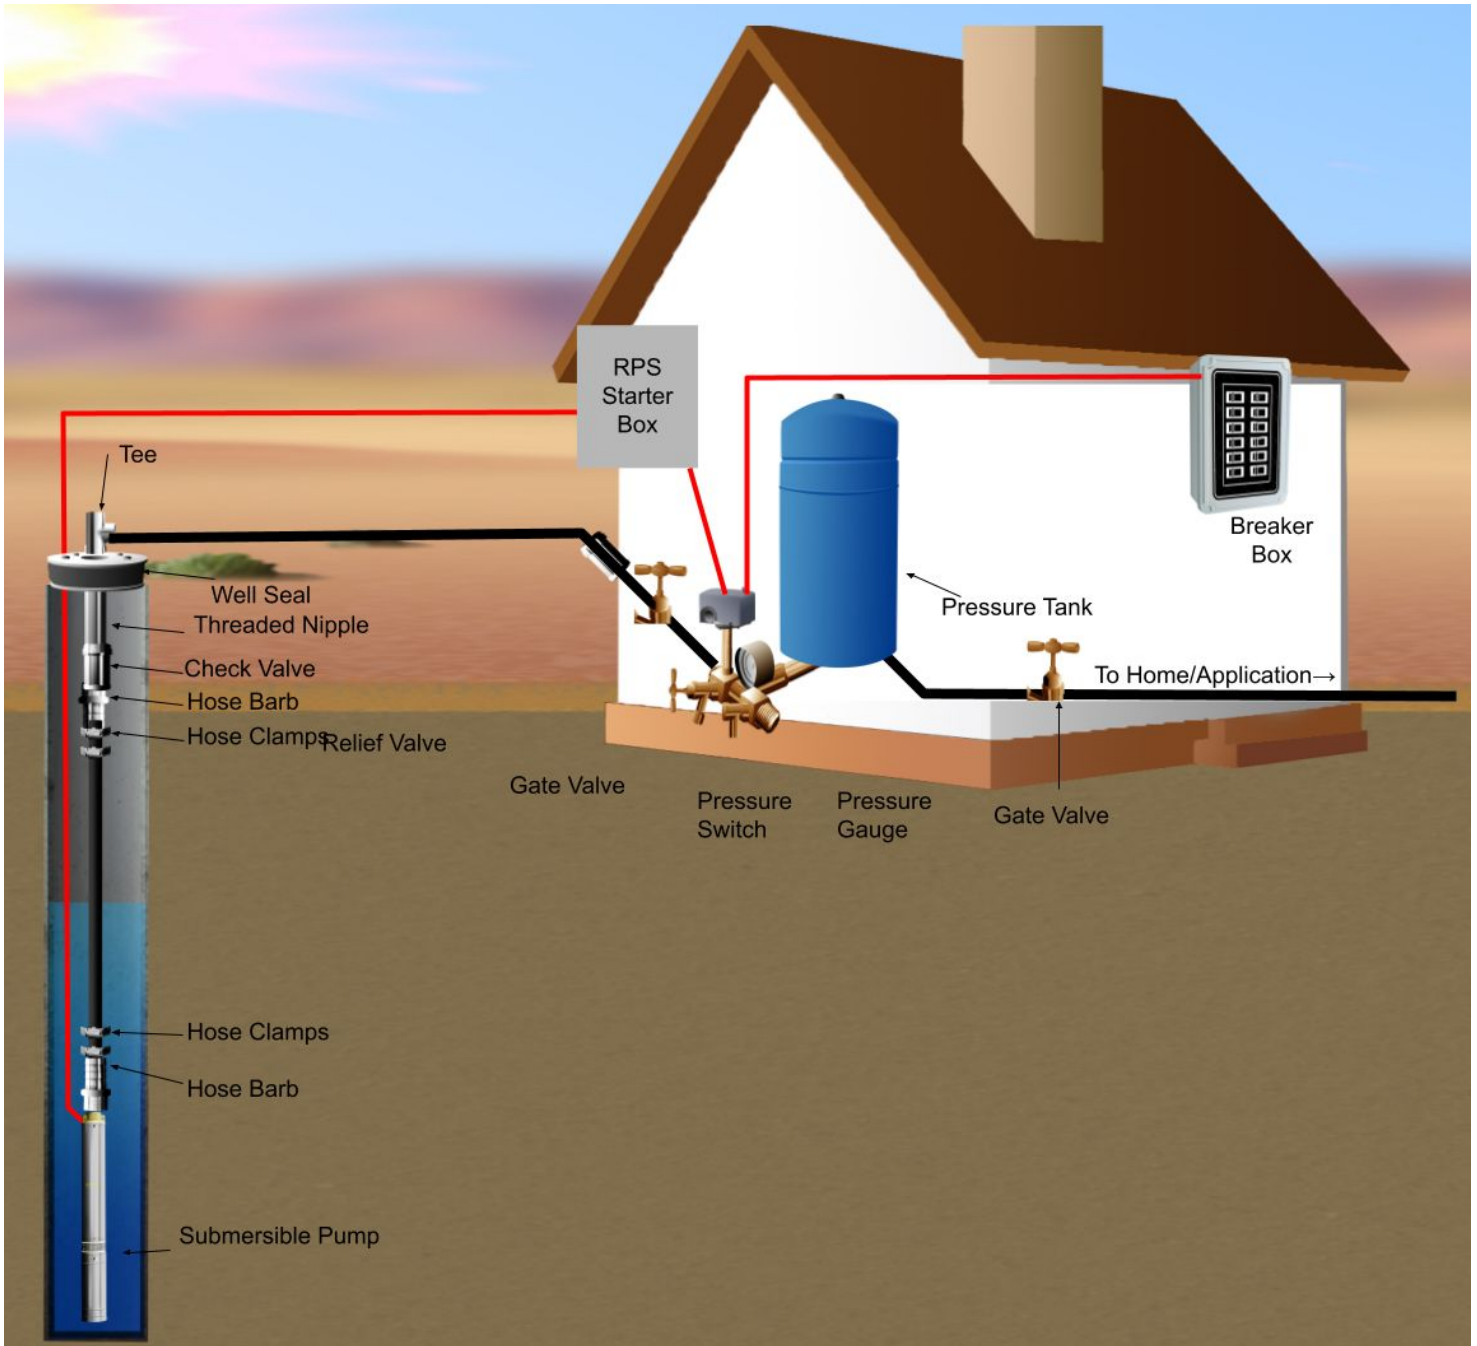 RPS
Starter
Box
Tee
Breaker
Box
Well Seal
Pressure Tank
Threaded Nipple
Check Valve
To Home/Application→
Hose Barb
Hose Clamps
Relief Valve
Gate Valve
Pressure
Switch
Pressure
Gauge
Gate Valve
Hose Clamps
Hose Barb
Submersible Pump